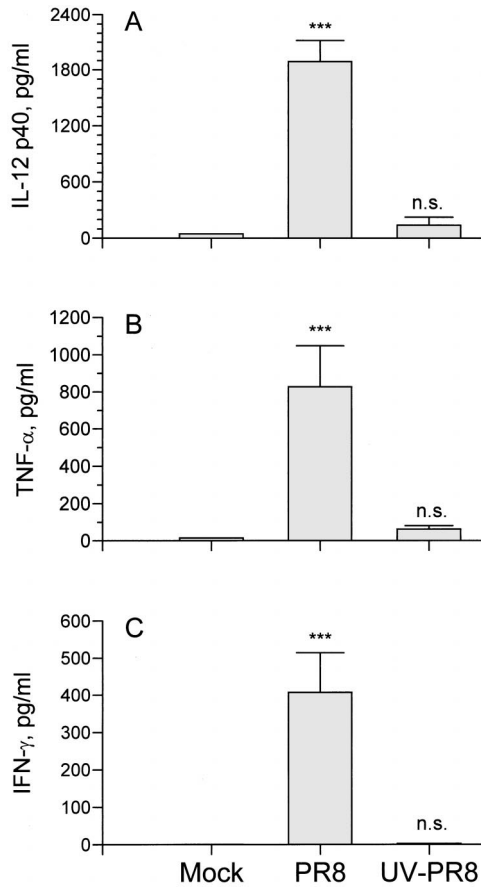 A
IL-12 p40, pg/ml
2400
1800
1200
600
0
***
n.s.
B
TNF-α, pg/ml
1200
1000
800
600
400
200
0
***
n.s.
C
IFN-γ, pg/ml
600
500
400
300
200
100
0
***
n.s.
Mock PR8 UV-PR8